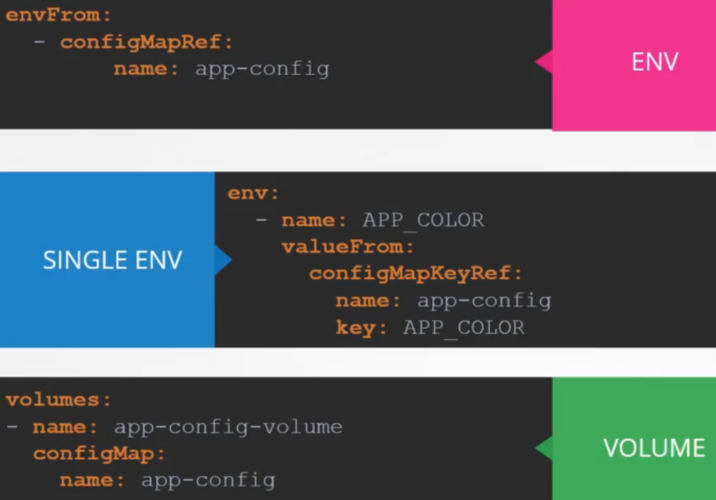 envFrom:
- configMapRef:
name: app-config
ENV
SINGLE ENV
env:
- name: APP_COLOR
valueFrom:
configMapKeyRef:
name: app-config
key: APP_COLOR
volumes:
- name: app-config-volume
configMap:
name: app-config
VOLUME